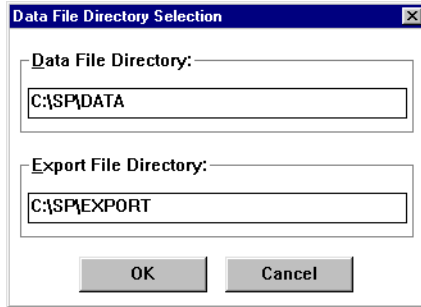 Data File Directory Selection
Data File Directory:
C:\SP\DATA
Export File Directory:
C:\SP\EXPORT
OK Cancel